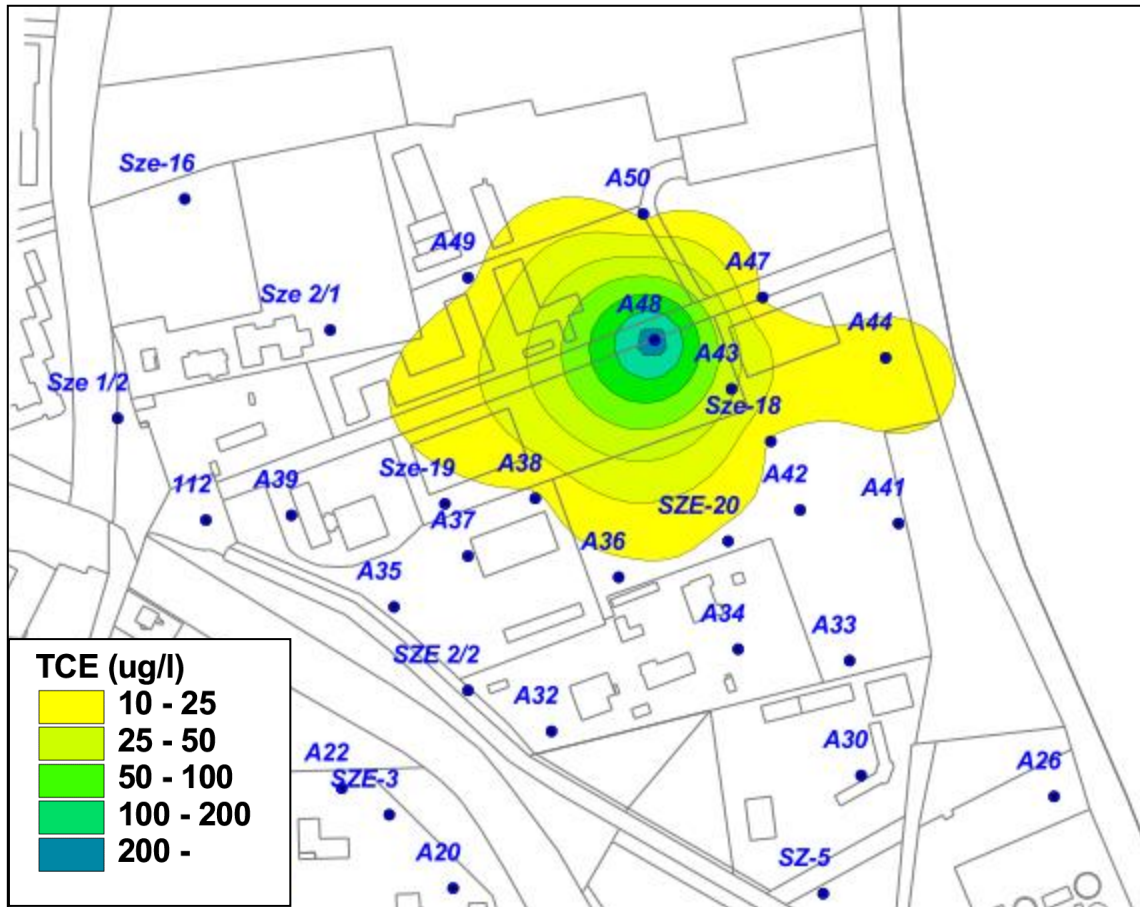 Sze-16
A50
A49
A47
Sze 2/1
A48
A44
A43
Sze 1/2
Sze-18
Sze-19
A38
112
A39
A42
A41
SZE-20
A37
A36
A35
A34
A33
SZE 2/2
A32
A30
A22
A26
SZE-3
A20
SZ-5
TCE (ug/l)
10 - 25
25 - 50
50 - 100
100 - 200
200 -